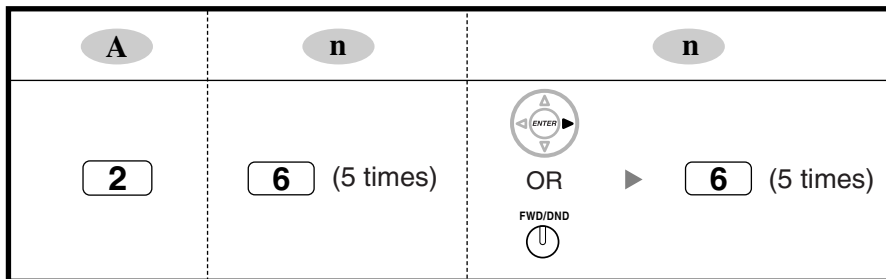 A n n
ENTER
2 6 (5 times) OR 6 (5 times)
FWD/DND